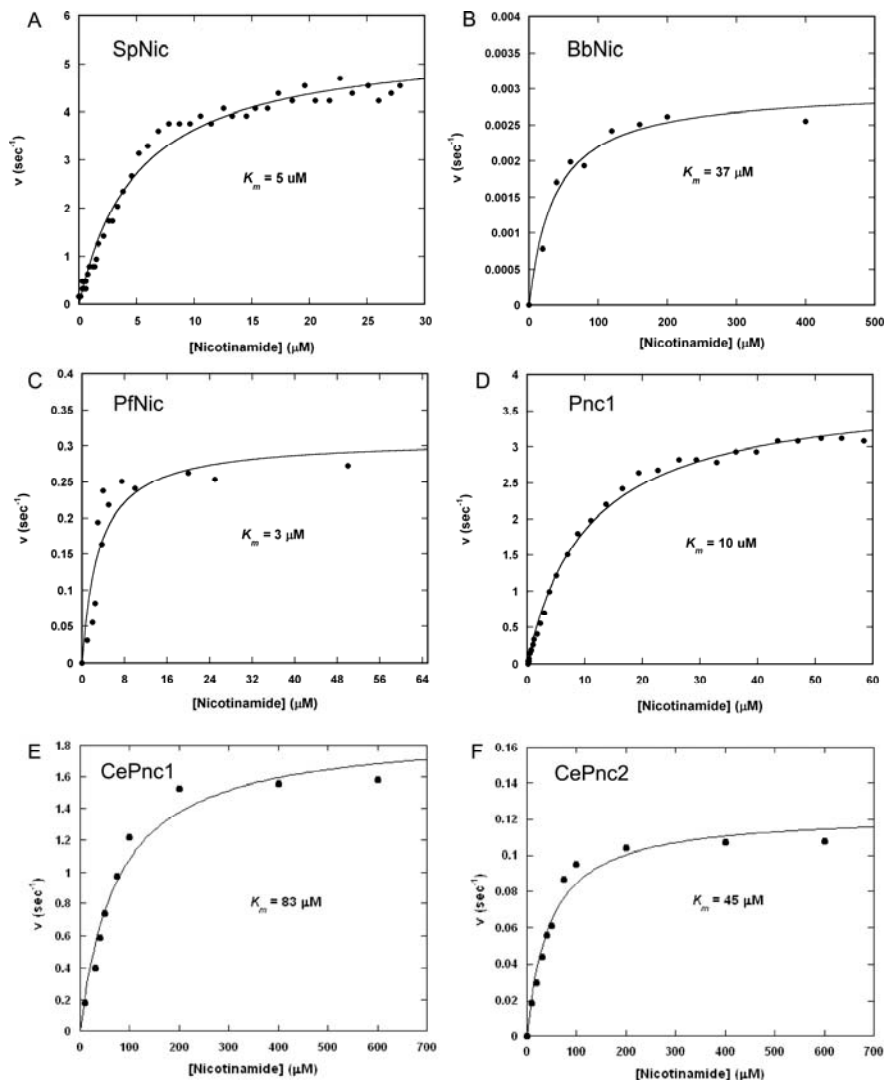 A
SpNic
6
5
4
3
2
1
0
v (sec⁻¹)
Kₘ = 5 uM
0 5 10 15 20 25 30
[Nicotinamide] (μM)
B
BbNic
0.004
0.0035
0.003
0.0025
0.002
0.0015
0.001
0.0005
0
v (sec⁻¹)
Kₘ = 37 μM
0 100 200 300 400 500
[Nicotinamide] (μM)
C
PfNic
0.4
0.35
0.3
0.25
0.2
0.15
0.1
0.05
0
v (sec⁻¹)
Kₘ = 3 μM
0 8 16 24 32 40 48 56 64
[Nicotinamide] (μM)
D
Pnc1
4
3.5
3
2.5
2
1.5
1
0.5
0
v (sec⁻¹)
Kₘ = 10 uM
0 10 20 30 40 50 60
[Nicotinamide] (μM)
E
CePnc1
1.8
1.6
1.4
1.2
1
0.8
0.6
0.4
0.2
0
v (sec⁻¹)
Kₘ = 83 μM
0 100 200 300 400 500 600 700
[Nicotinamide] (μM)
F
CePnc2
0.16
0.14
0.12
0.1
0.08
0.06
0.04
0.02
0
v (sec⁻¹)
Kₘ = 45 μM
0 100 200 300 400 500 600 700
[Nicotinamide] (μM)